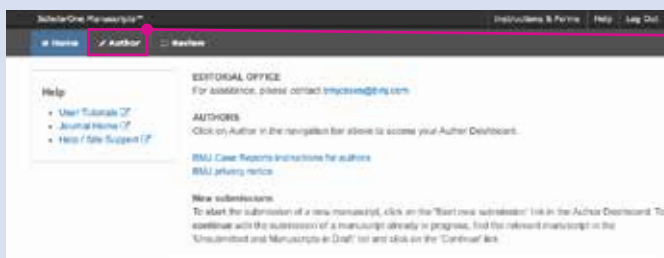 ScholarOne Manuscripts™
Instructions & Forms Help Log Out
Home Author Review
Help
User Tutorials
Journal Home
Help / Site Support
EDITORIAL OFFICE
For assistance, please contact
AUTHORS
Click on Author in the navigation bar above to access your Author Dashboard.
BMJ Case Reports instructions for authors
BMJ privacy notice
New submissions
To start the submission of a new manuscript, click on the "Start new submission" link in the Author Dashboard. To
continue with the submission of a manuscript already in progress, find the relevant manuscript in the
"Unsubmitted and Manuscripts in Draft" list and click on the "Continue" link.